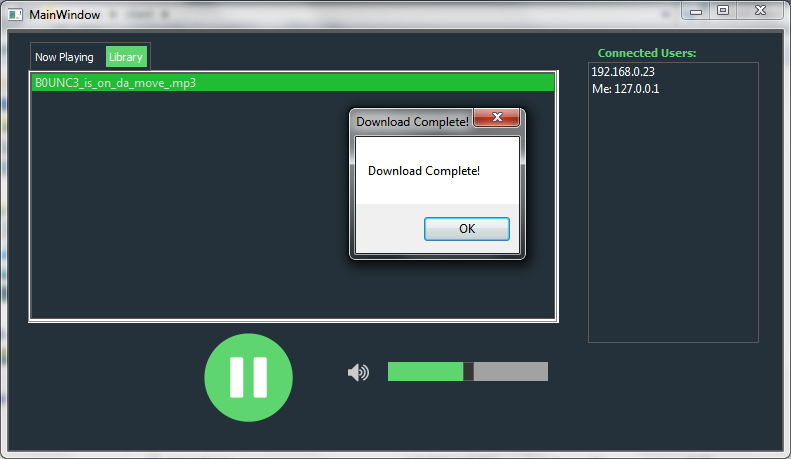 MainWindow
Now Playing
Library
Connected Users:
B0UNC3_is_on_da_move_.mp3
192.168.0.23
Me: 127.0.0.1
Download Complete!
Download Complete!
OK